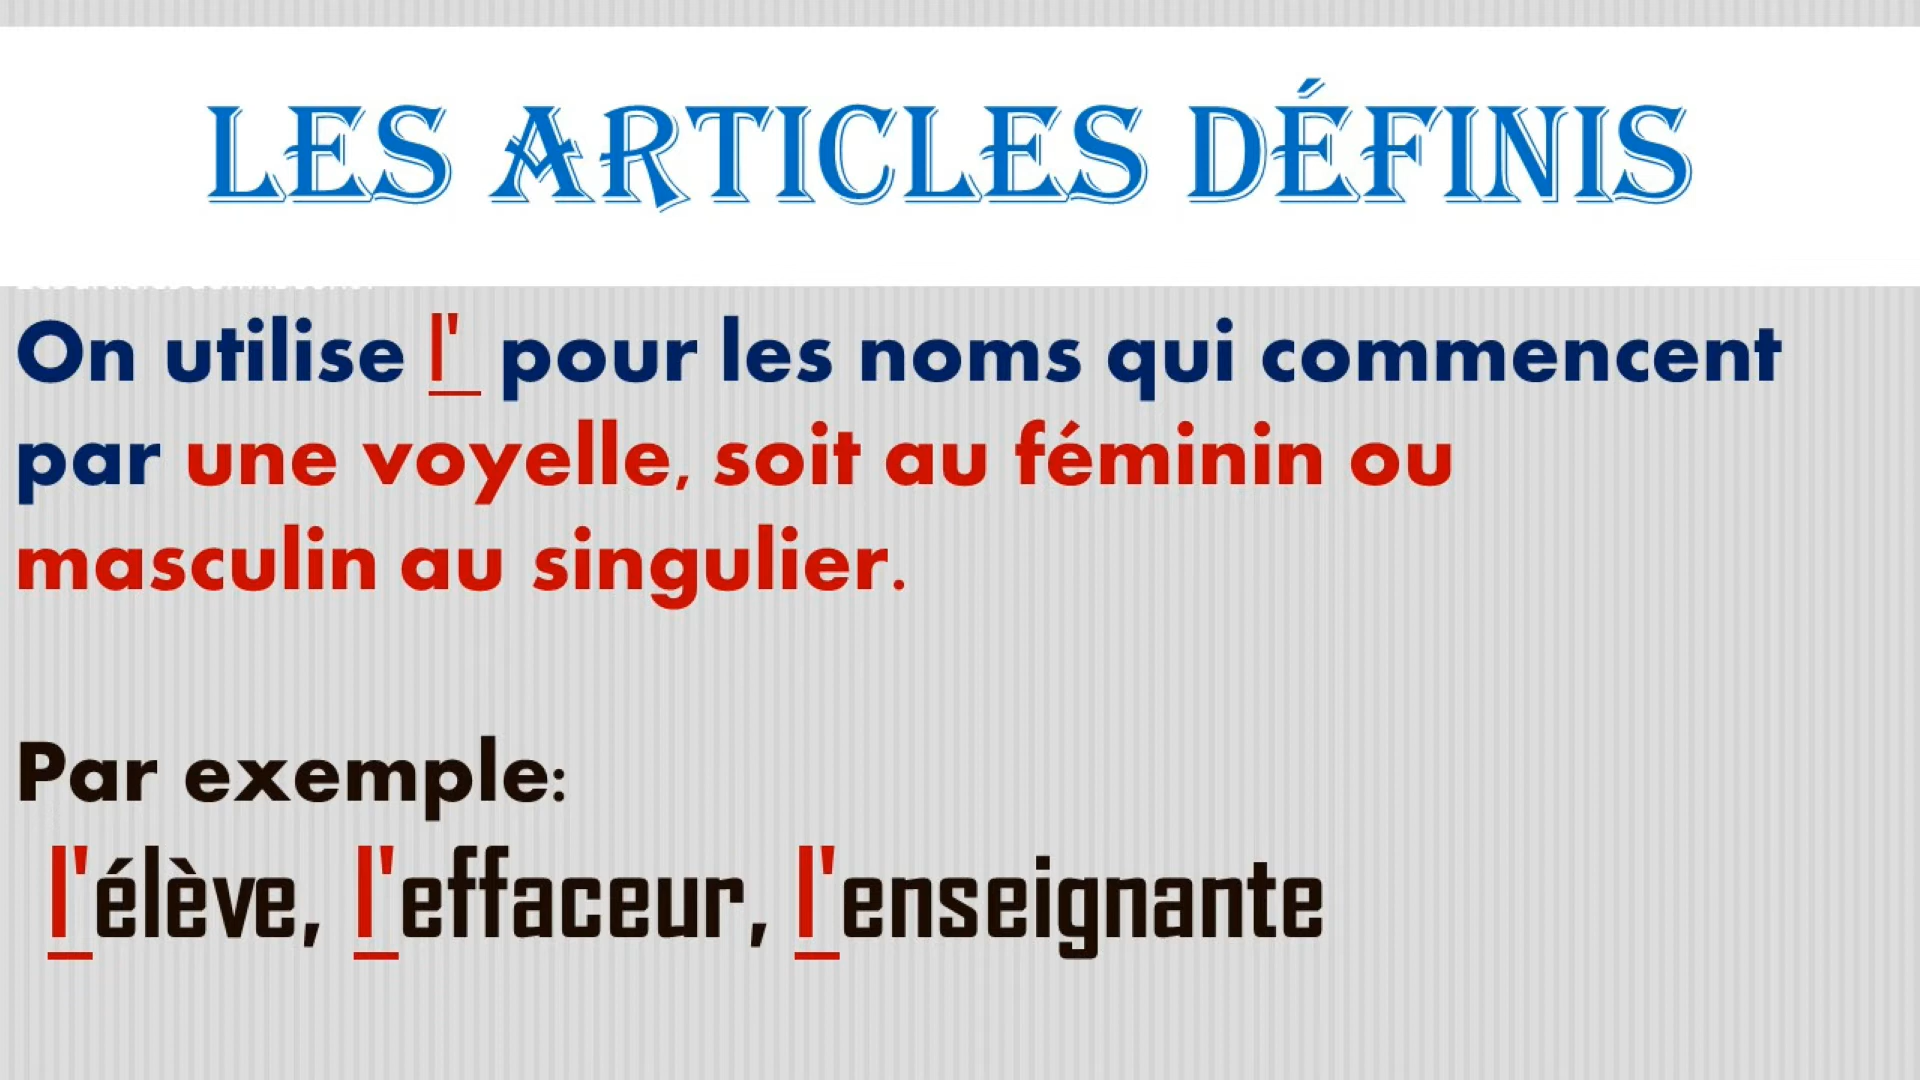 LES ARTICLES DÉFINIS
On utilise l' pour les noms qui commencent
par une voyelle, soit au féminin ou
masculin au singulier.
Par exemple:
l'élève, l'effaceur, l'enseignante